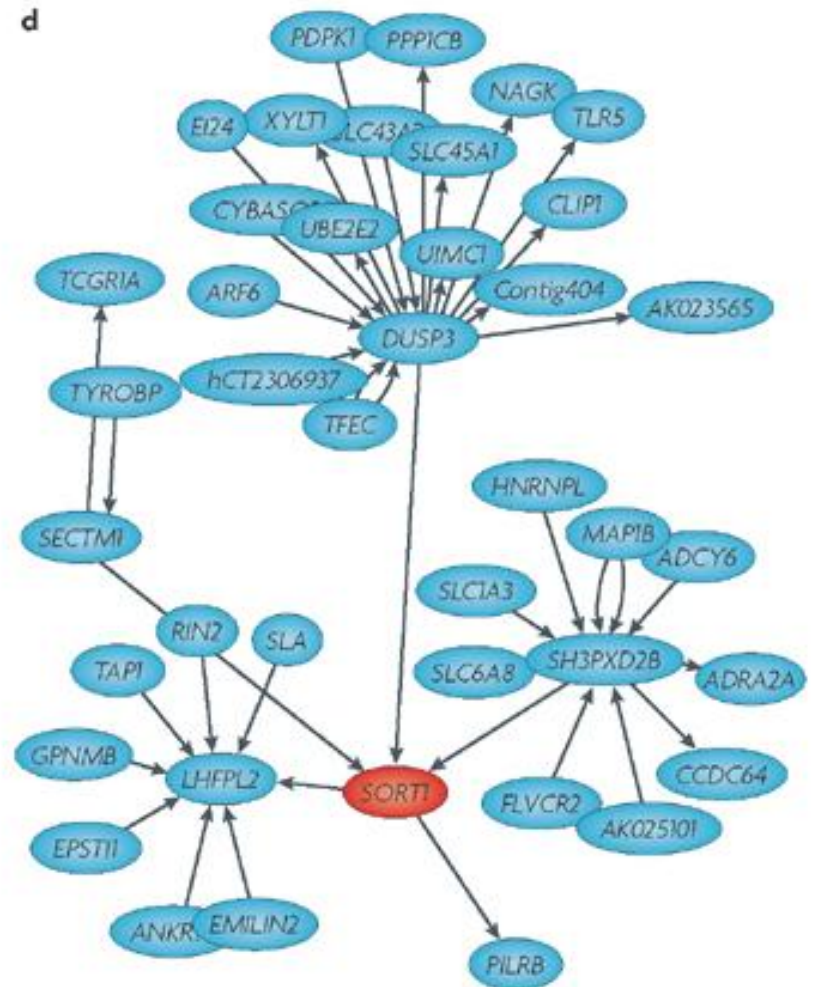 d
PDPK1
PPP1CB
NAGK
TLR5
EI24
XYLT1
SLC45A1
CLIP1
UBE2E2
UIMC1
TCGR1A
ARF6
Contig404
AK023565
DUSP3
TYROBP
hCT2306937
TFEC
HNRNPL
SECTM1
MAP1B
ADCY6
SLC1A3
RIN2
SLA
TAP1
SLC6A8
SH3PXD2B
ADRA2A
GPNMB
LHFPL2
SORT1
CCDC64
FLVCR2
AK025101
EPSTI1
EMILIN2
PILRB